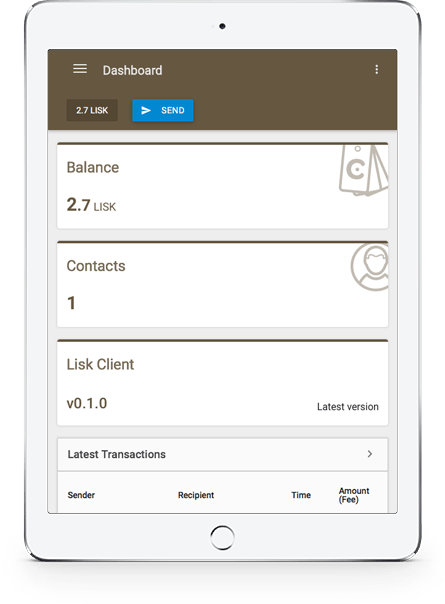 Dashboard
2.7 LISK
SEND
Balance
2.7 LISK
Contacts
1
Lisk Client
v0.1.0
Latest version
Latest Transactions
Sender Recipient Time Amount
(Fee)